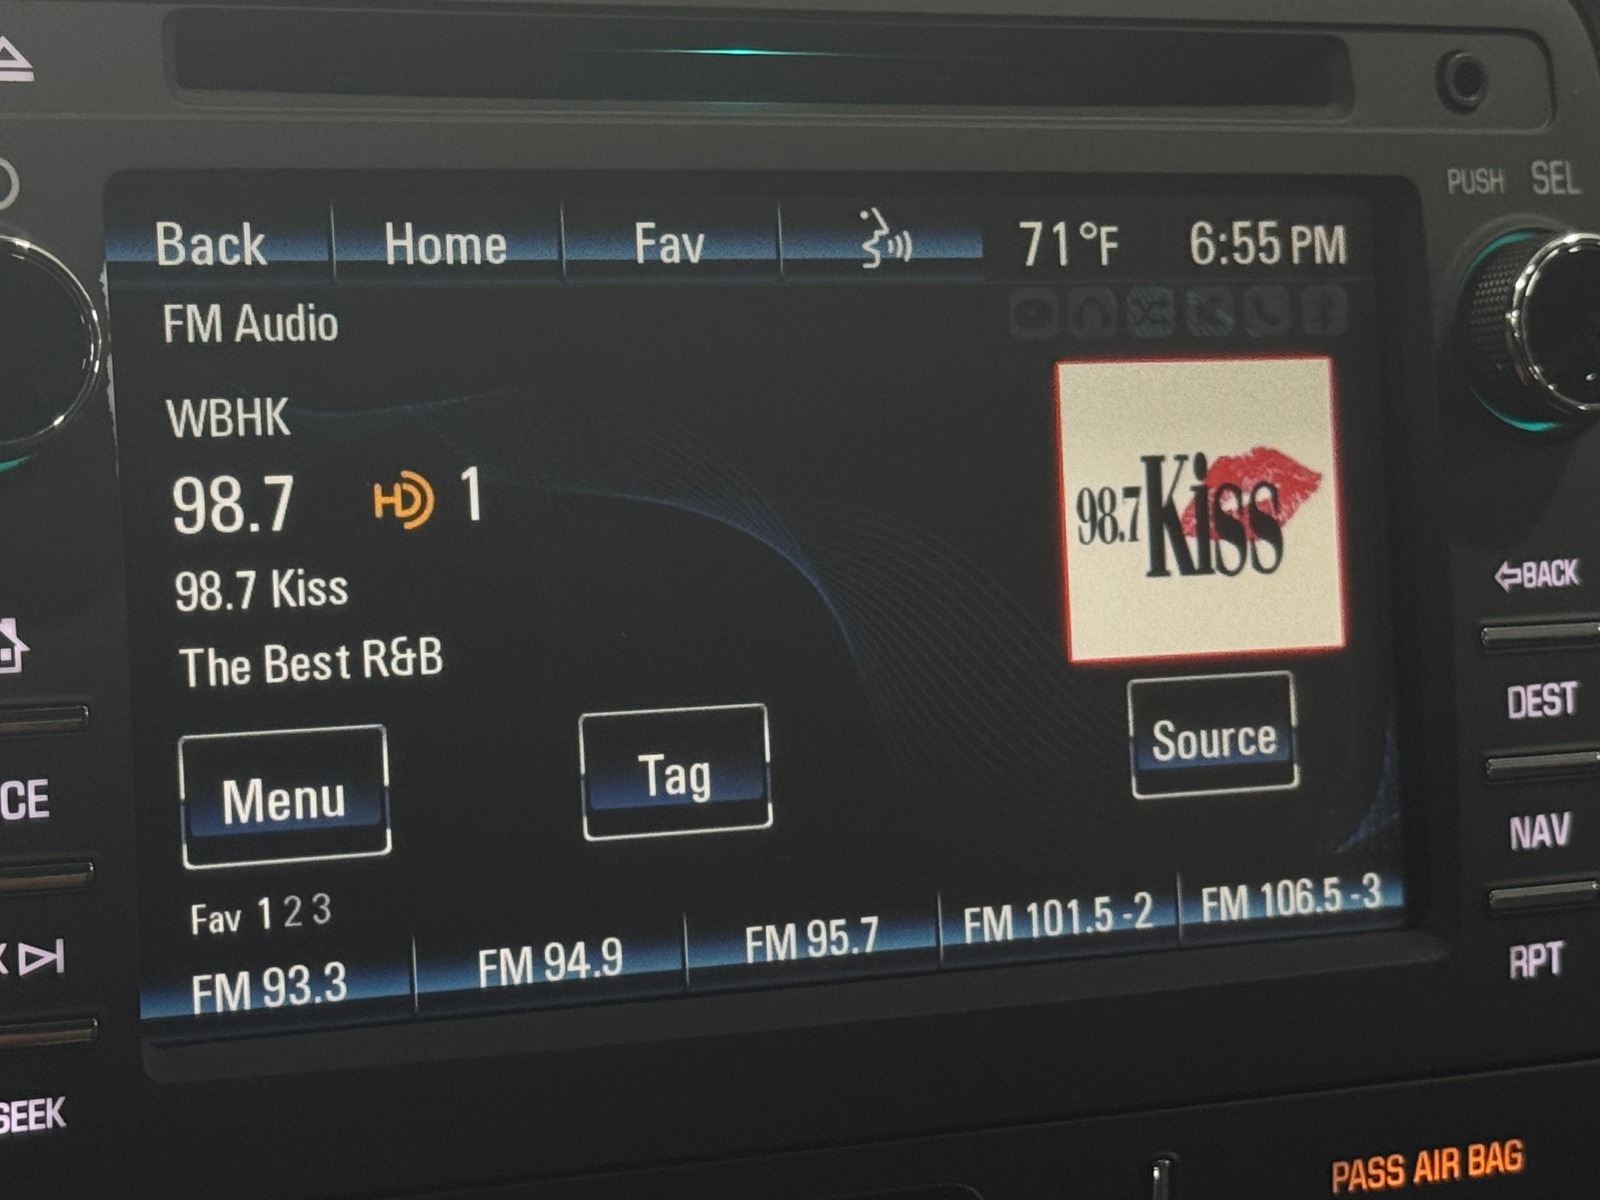 PUSH SEL
Back Home Fav 71°F 6:55 PM
FM Audio
WBHK
98.7 HD 1
98.7 Kiss
98.7 Kiss
The Best R&B
Menu Tag Source
Fav 1 2 3
FM 93.3 FM 94.9 FM 95.7 FM 101.5 -2 FM 106.5 -3
BACK
DEST
NAV
RPT
CE
SEEK
PASS AIR BAG